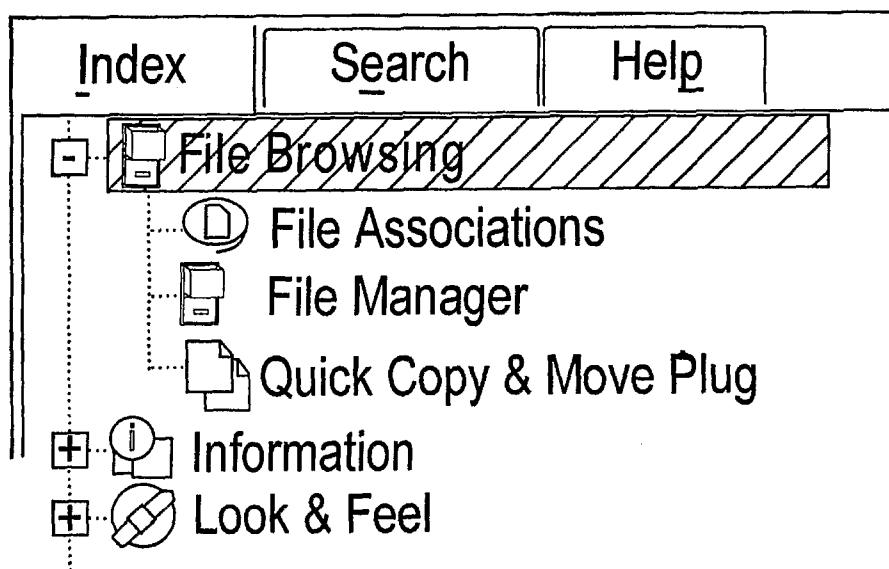 Index Search Help
File Browsing
File Associations
File Manager
Quick Copy & Move Plug
Information
Look & Feel